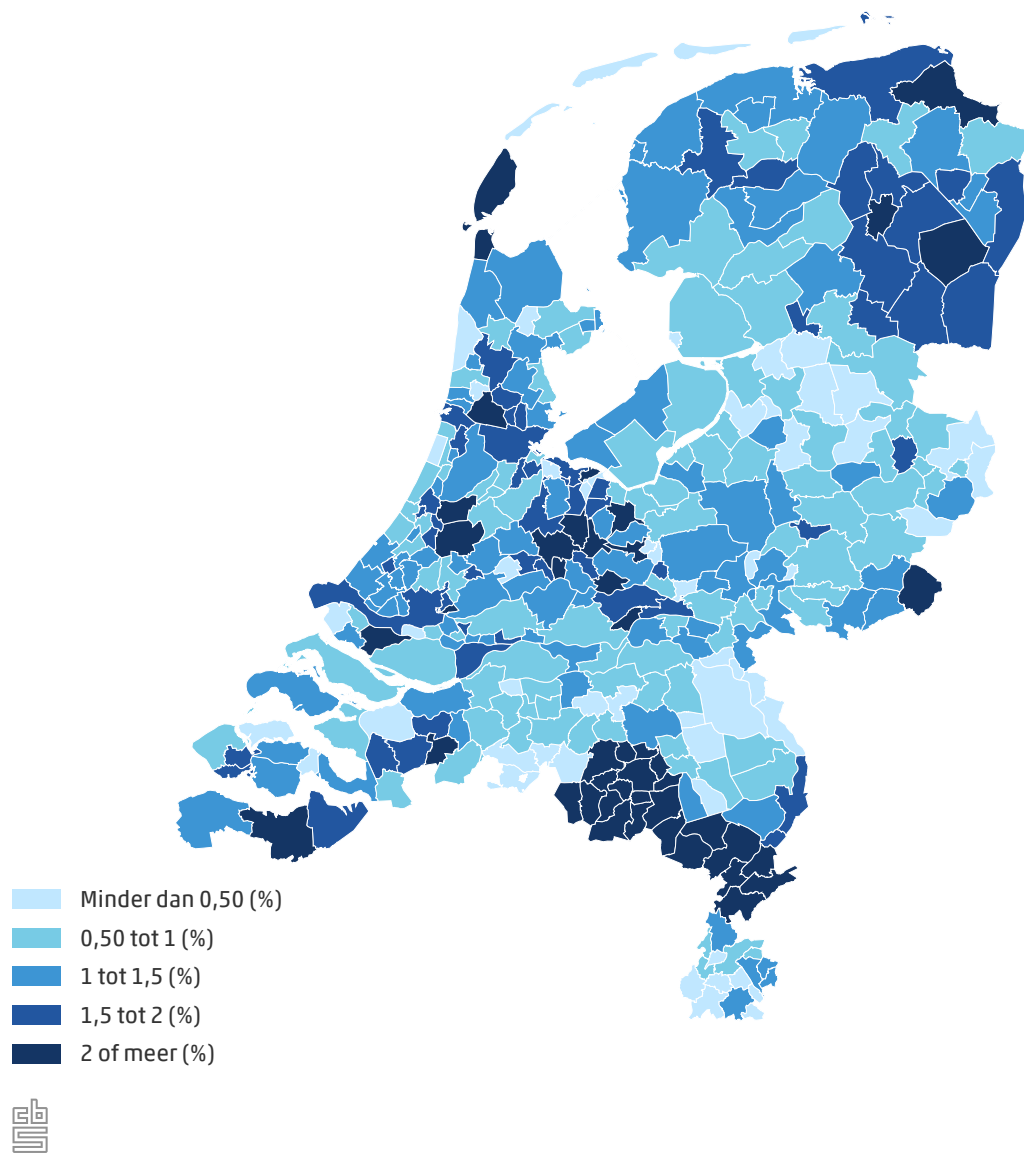 Minder dan 0,50 (%)
0,50 tot 1 (%)
1 tot 1,5 (%)
1,5 tot 2 (%)
2 of meer (%)
cbs